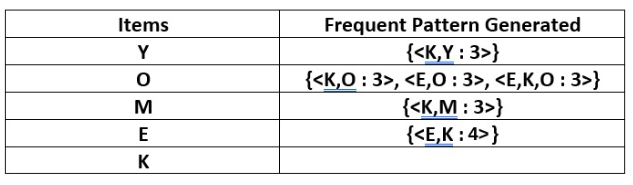 Items Frequent Pattern Generated
Y {<K,Y : 3>}
O {<K,O : 3>, <E,O : 3>, <E,K,O : 3>}
M {<K,M : 3>}
E {<E,K : 4>}
K